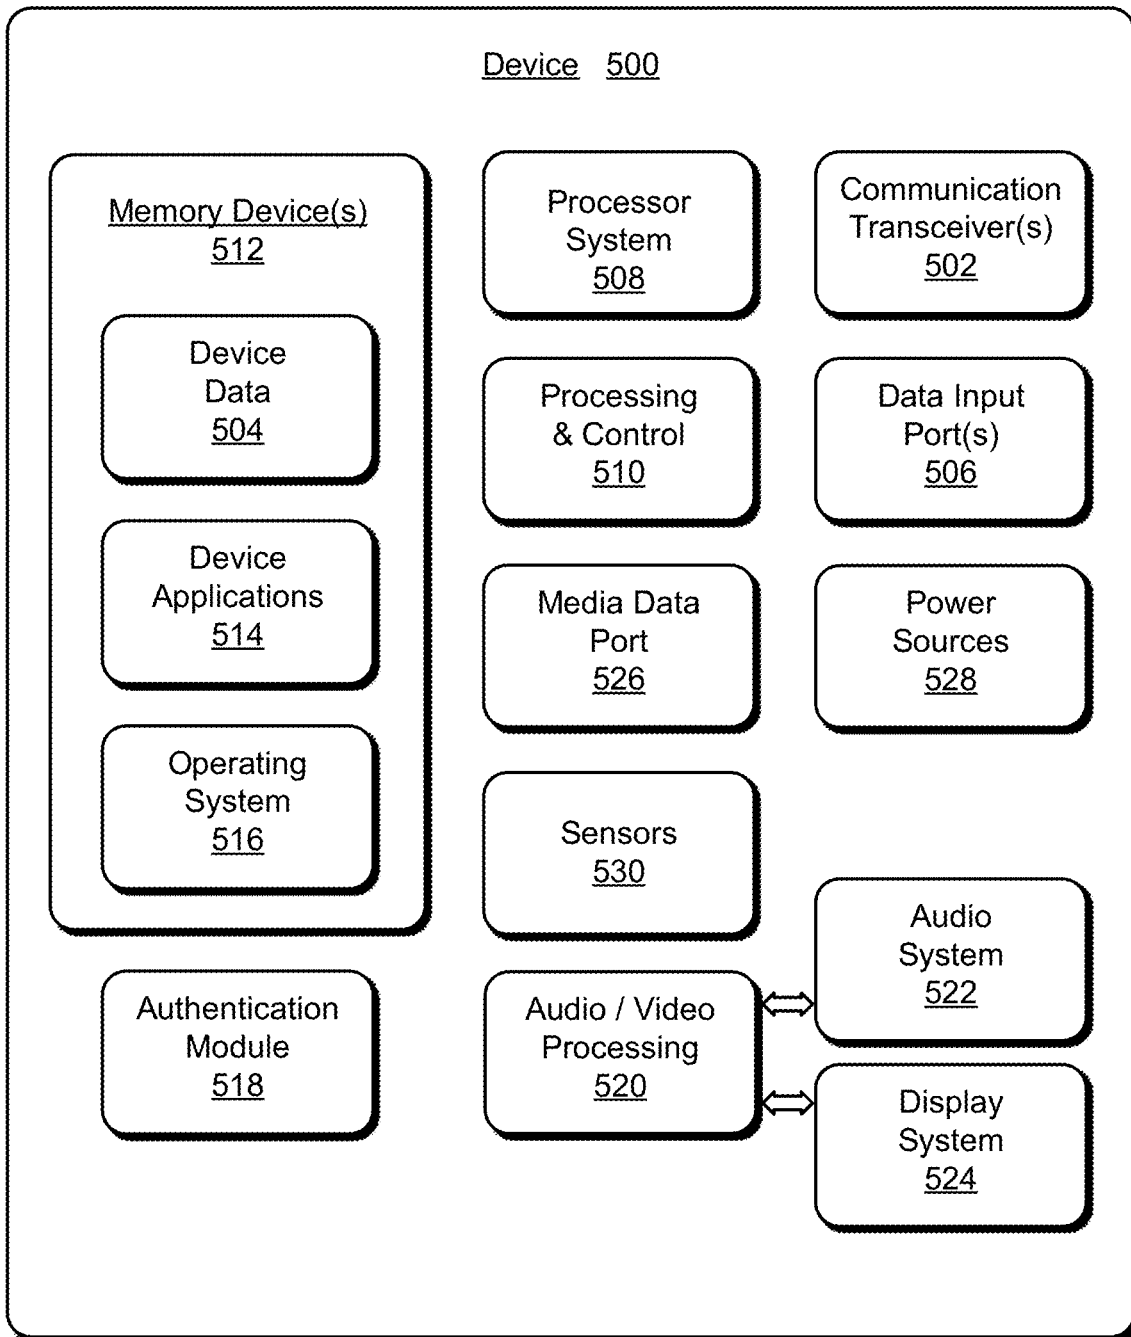 Device 500
Memory Device(s)
512
Device
Data
504
Device
Applications
514
Operating
System
516
Authentication
Module
518
Processor
System
508
Processing
& Control
510
Media Data
Port
526
Sensors
530
Audio / Video
Processing
520
Communication
Transceiver(s)
502
Data Input
Port(s)
506
Power
Sources
528
Audio
System
522
Display
System
524